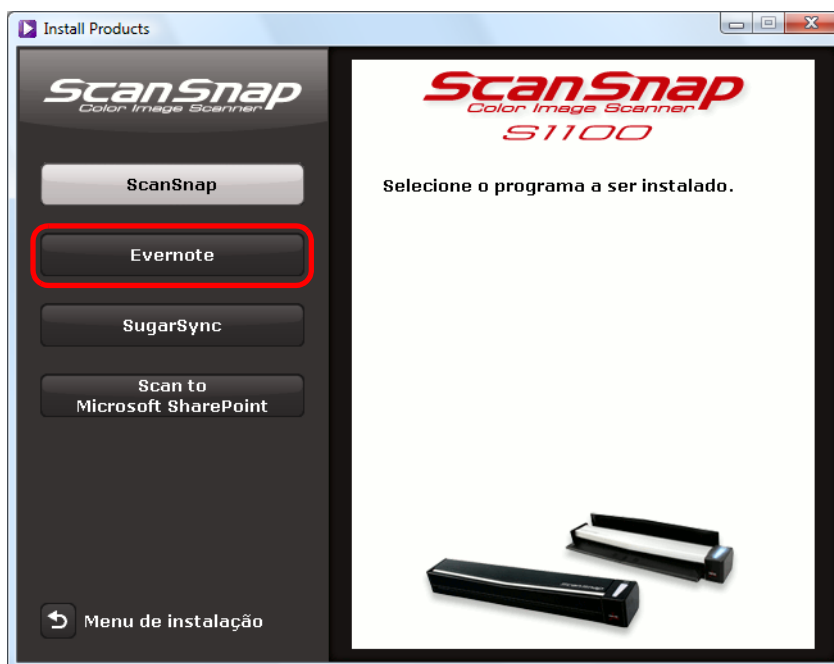 Install Products
ScanSnap
Color Image Scanner
ScanSnap
Color Image Scanner
S1100
ScanSnap
Selecione o programa a ser instalado.
Evernote
SugarSync
Scan to
Microsoft SharePoint
Menu de instalação